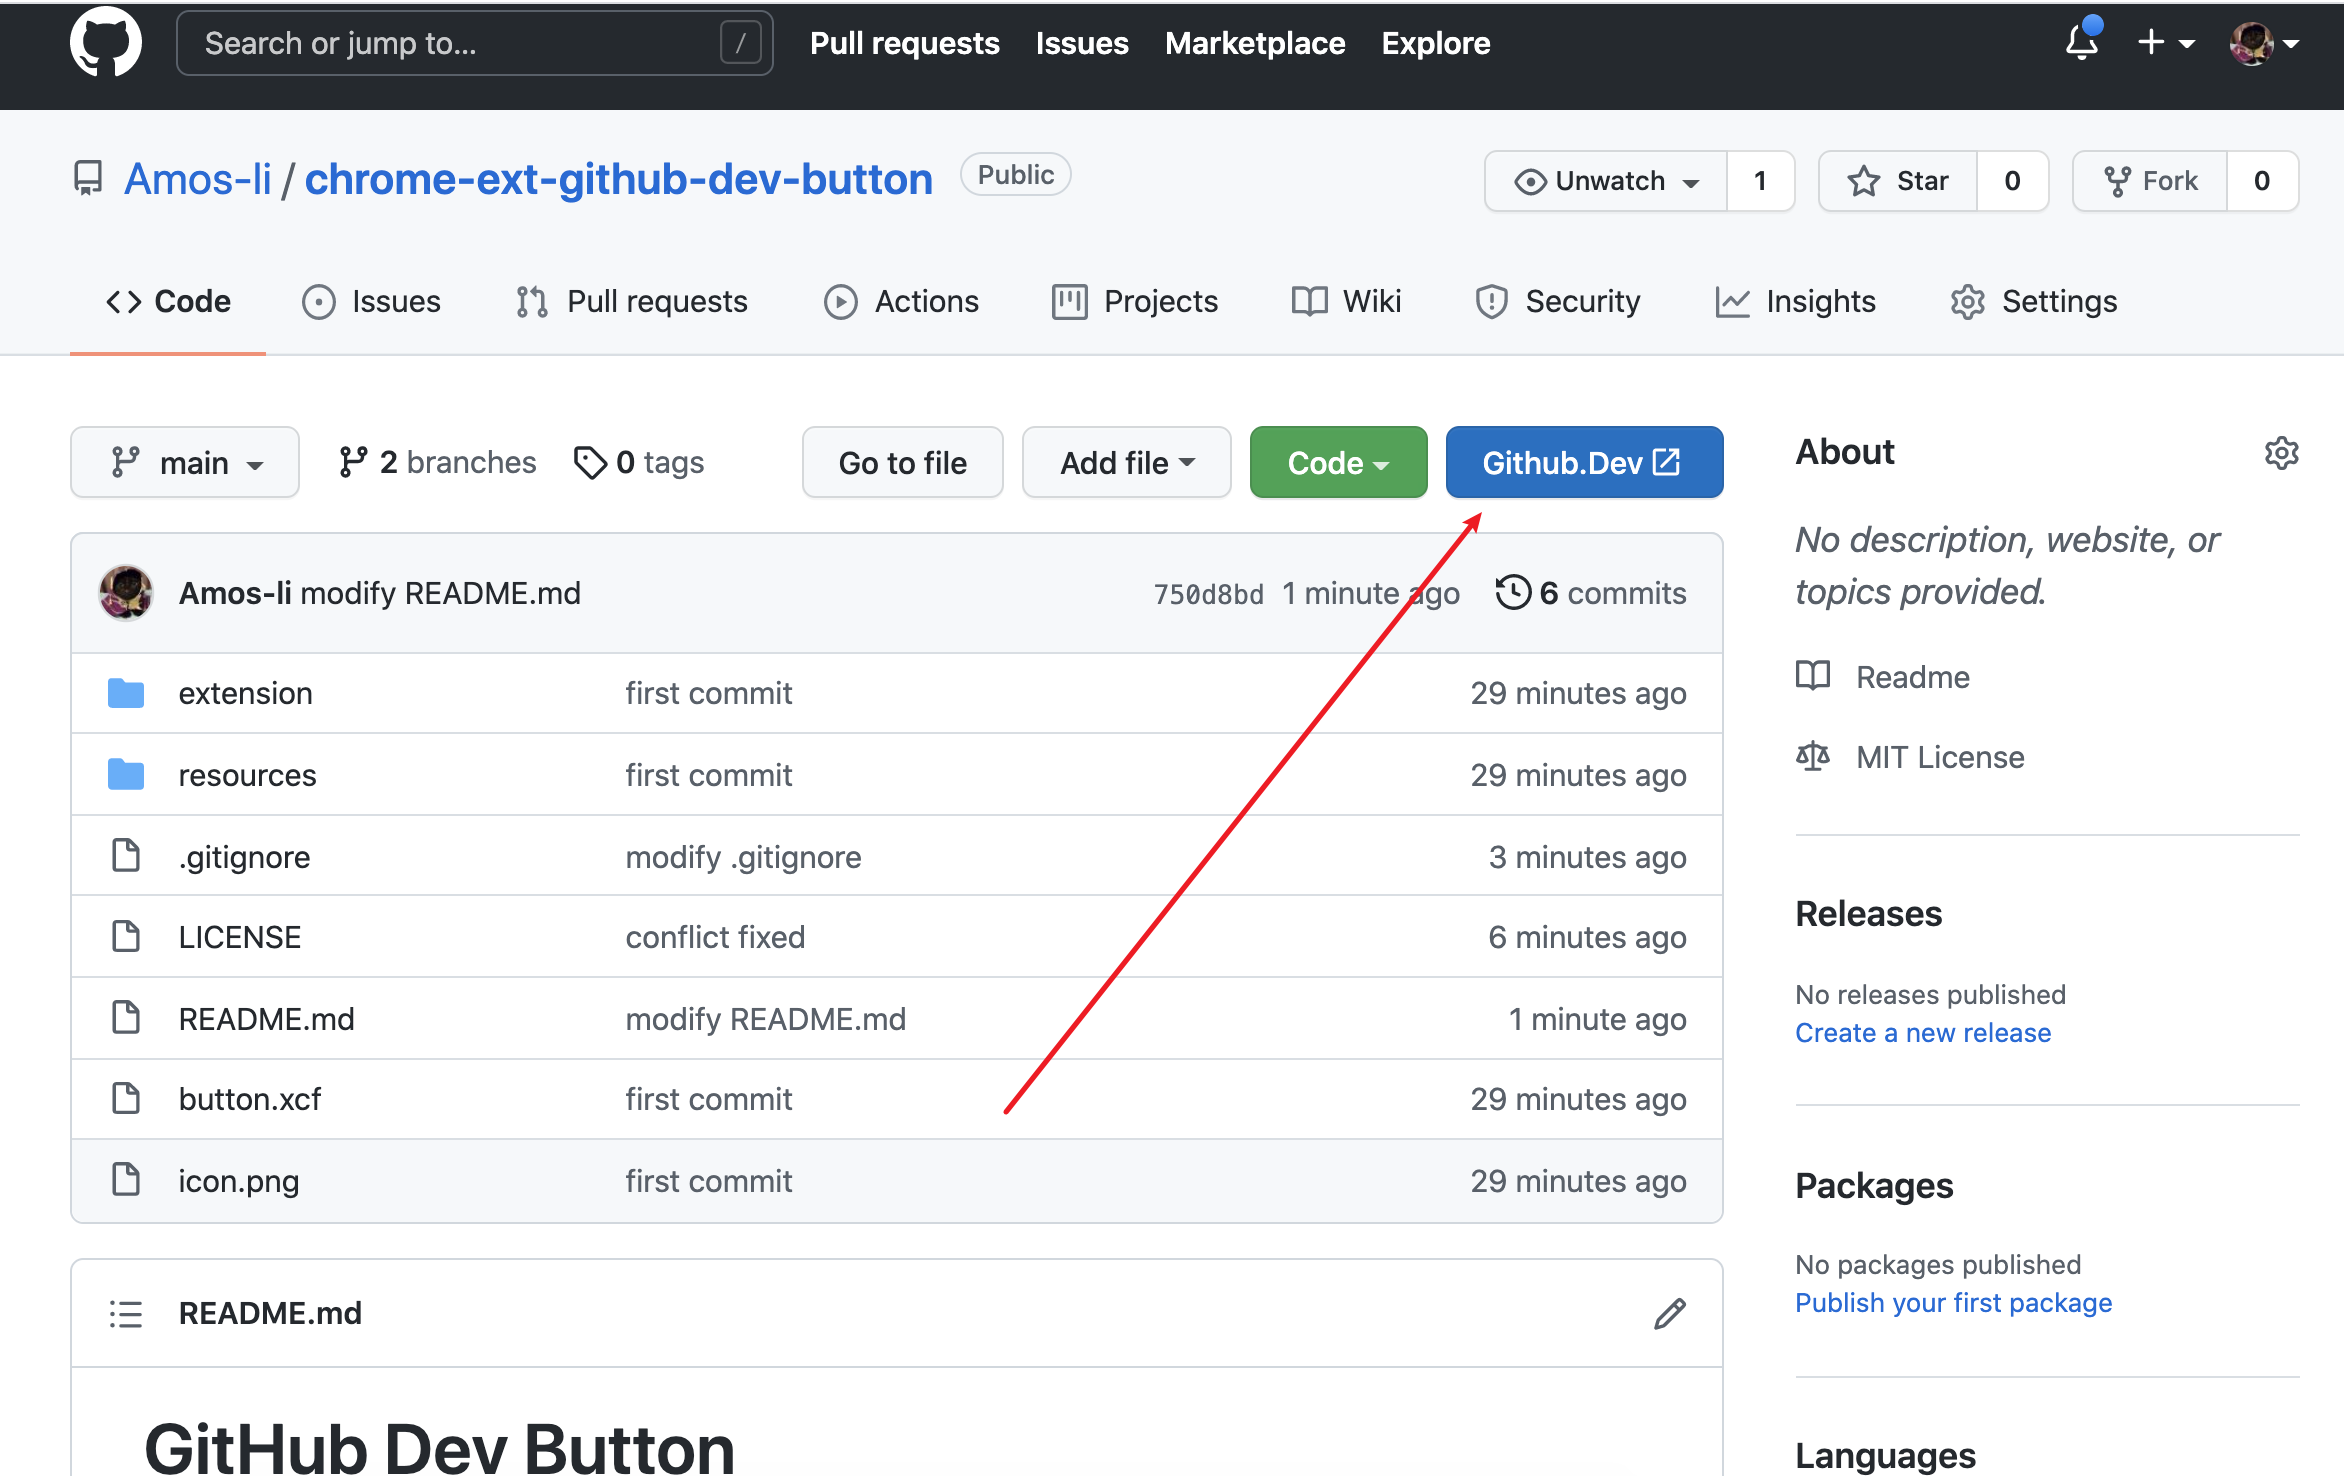 Search or jump to... / Pull requests Issues Marketplace Explore
Amos-li / chrome-ext-github-dev-button Public Unwatch 1 Star 0 Fork 0
Code Issues Pull requests Actions Projects Wiki Security Insights Settings
main 2 branches 0 tags Go to file Add file Code Github.Dev
Amos-li modify README.md 750d8bd 1 minute ago 6 commits
extension first commit 29 minutes ago
resources first commit 29 minutes ago
.gitignore modify .gitignore 3 minutes ago
LICENSE conflict fixed 6 minutes ago
README.md modify README.md 1 minute ago
button.xcf first commit 29 minutes ago
icon.png first commit 29 minutes ago
README.md
GitHub Dev Button
About
No description, website, or
topics provided.
Readme
MIT License
Releases
No releases published
Create a new release
Packages
No packages published
Publish your first package
Languages